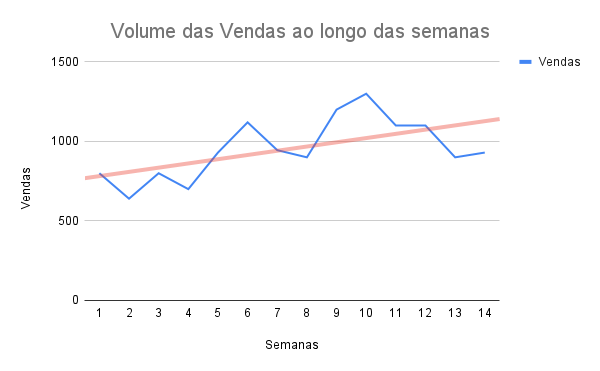 Volume das Vendas ao longo das semanas
Vendas
1500
1000
500
0
Vendas
1 2 3 4 5 6 7 8 9 10 11 12 13 14
Semanas